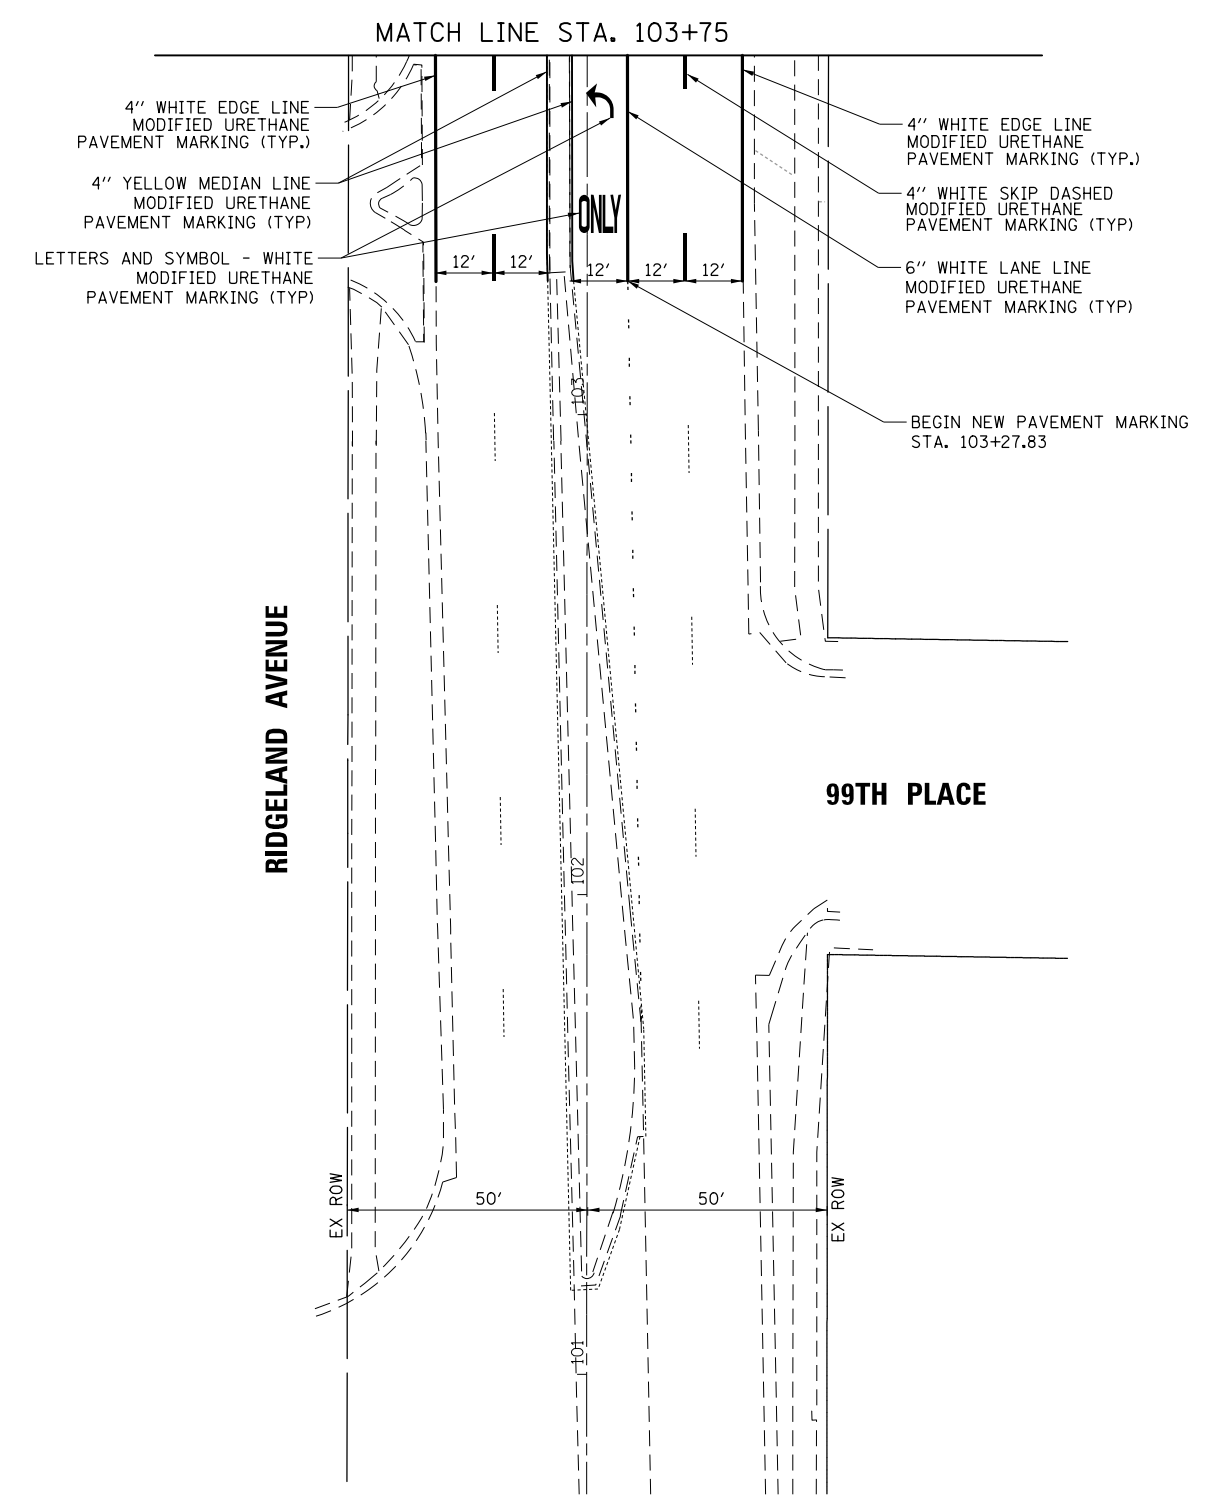 MATCH LINE STA. 103+75
4" WHITE EDGE LINE
MODIFIED URETHANE
PAVEMENT MARKING (TYP.)
4" YELLOW MEDIAN LINE
MODIFIED URETHANE
PAVEMENT MARKING (TYP)
LETTERS AND SYMBOL - WHITE
MODIFIED URETHANE
PAVEMENT MARKING (TYP)
ONLY
12' 12' 12' 12' 12'
4" WHITE EDGE LINE
MODIFIED URETHANE
PAVEMENT MARKING (TYP.)
4" WHITE SKIP DASHED
MODIFIED URETHANE
PAVEMENT MARKING (TYP)
6" WHITE LANE LINE
MODIFIED URETHANE
PAVEMENT MARKING (TYP)
BEGIN NEW PAVEMENT MARKING
STA. 103+27.83
103
RIDGELAND AVENUE
99TH PLACE
102
EX ROW
50' 50'
EX ROW
101